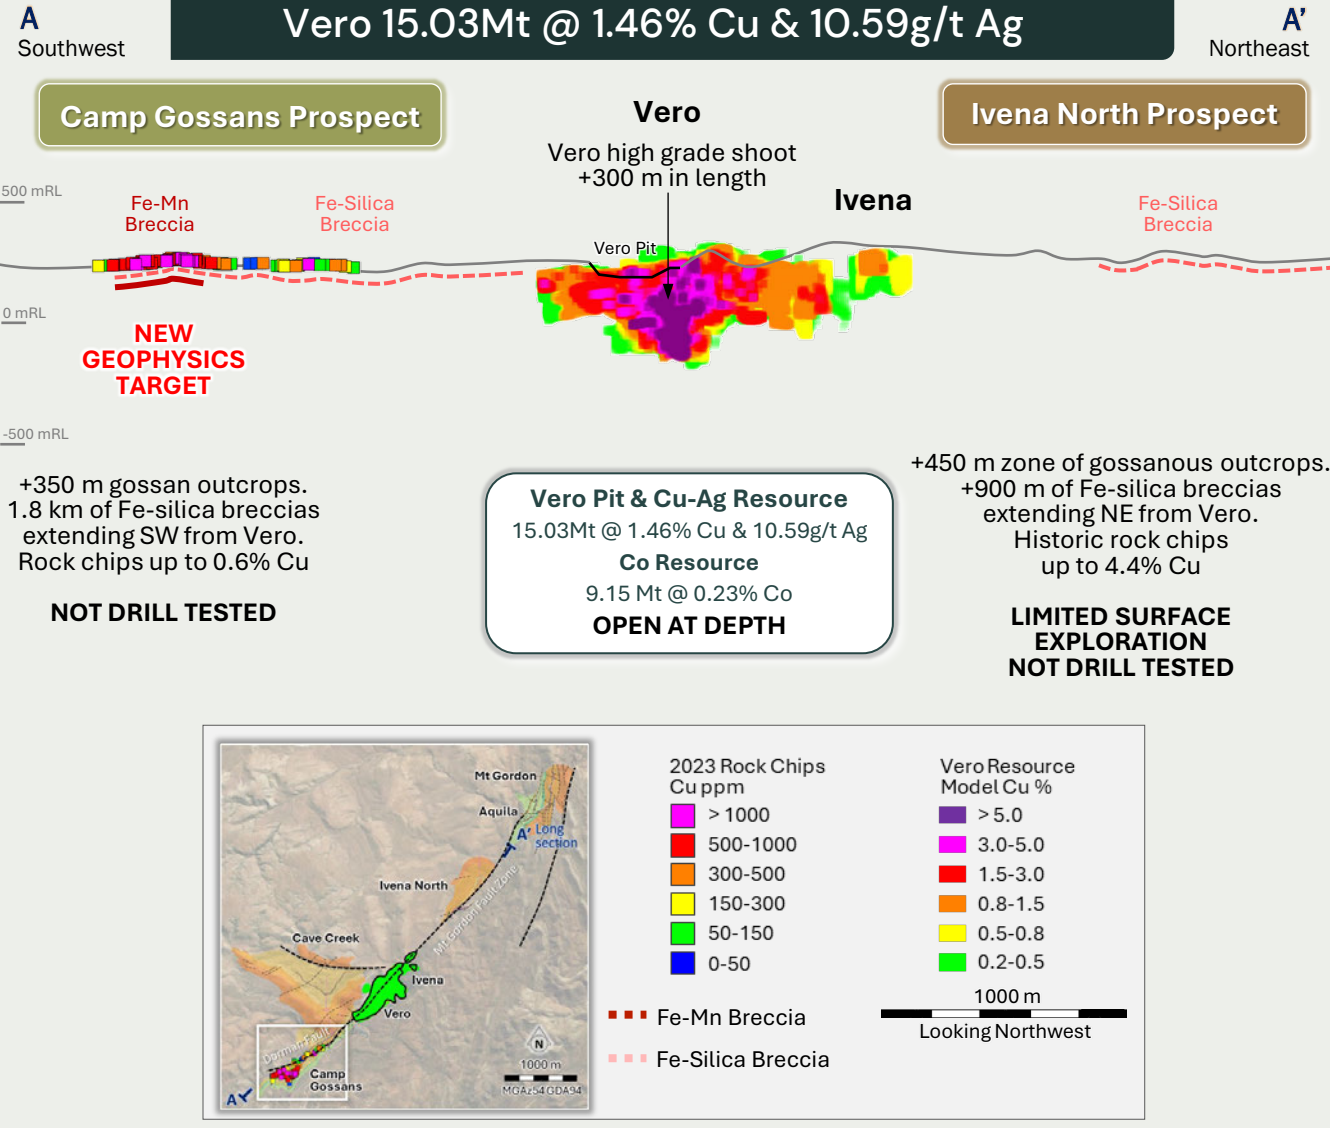 A
Southwest
Vero 15.03Mt @ 1.46% Cu & 10.59g/t Ag
A'
Northeast
Camp Gossans Prospect
Vero
Ivena North Prospect
Vero high grade shoot
+300 m in length
500 mRL
Fe-Mn
Breccia
Fe-Silica
Breccia
Ivena
Fe-Silica
Breccia
Vero Pit
0 mRL
NEW
GEOPHYSICS
TARGET
-500 mRL
+350 m gossan outcrops.
1.8 km of Fe-silica breccias
extending SW from Vero.
Rock chips up to 0.6% Cu
NOT DRILL TESTED
Vero Pit & Cu-Ag Resource
15.03Mt @ 1.46% Cu & 10.59g/t Ag
Co Resource
9.15 Mt @ 0.23% Co
OPEN AT DEPTH
+450 m zone of gossanous outcrops.
+900 m of Fe-silica breccias
extending NE from Vero.
Historic rock chips
up to 4.4% Cu
LIMITED SURFACE
EXPLORATION
NOT DRILL TESTED
Mt Gordon
Aquila
A' Long
section
Ivena North
Mt Gordon Fault Zone
Cave Creek
Ivena
Vero
Dorman Fault
Camp
Gossans
A
N
1000 m
MGAz54 GDA94
2023 Rock Chips
Cu ppm
> 1000
500-1000
300-500
150-300
50-150
0-50
Fe-Mn Breccia
Fe-Silica Breccia
Vero Resource
Model Cu %
> 5.0
3.0-5.0
1.5-3.0
0.8-1.5
0.5-0.8
0.2-0.5
1000 m
Looking Northwest